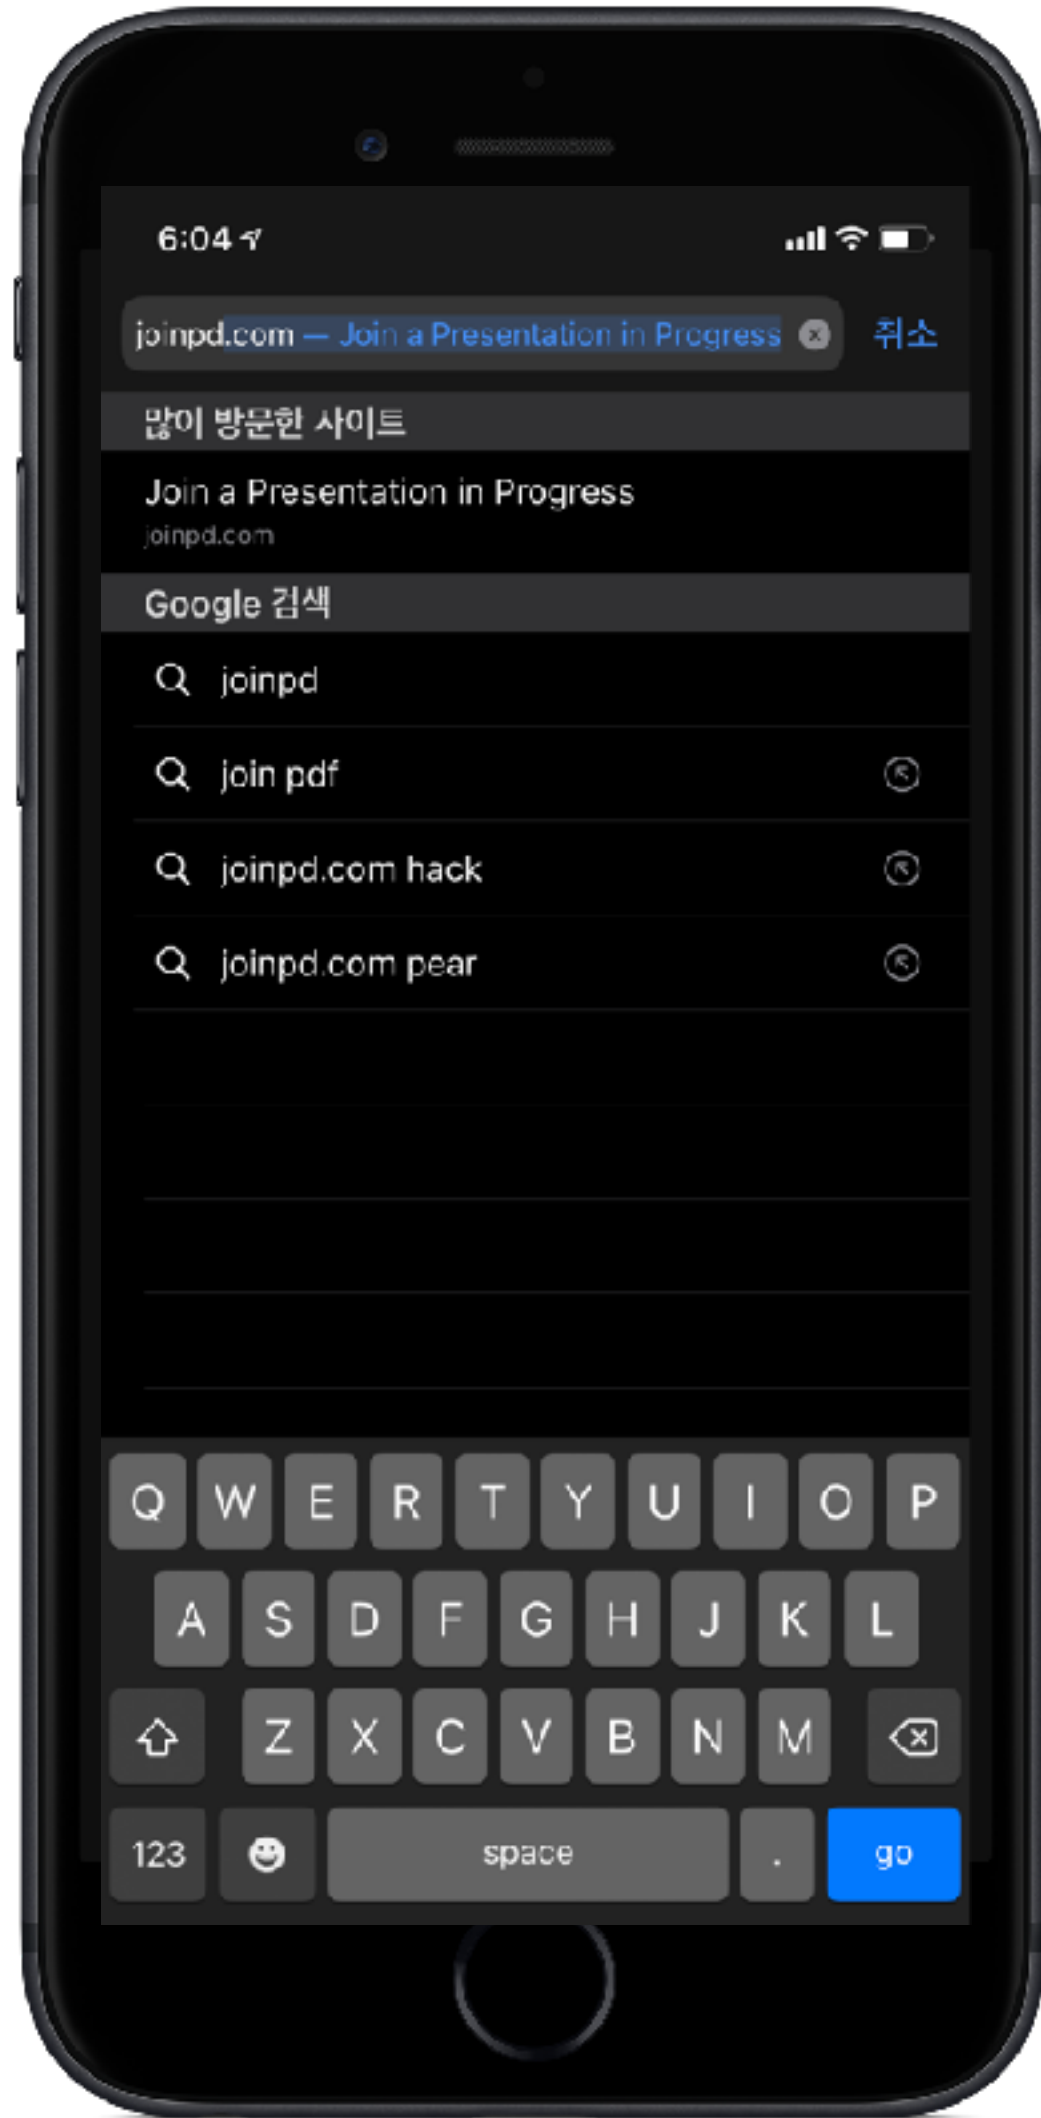 6:04
joinpd.com — Join a Presentation in Progress
취소
많이 방문한 사이트
Join a Presentation in Progress
joinpd.com
Google 검색
joinpd
join pdf
joinpd.com hack
joinpd.com pear
Q W E R T Y U I O P
A S D F G H J K L
Z X C V B N M
123 space . go